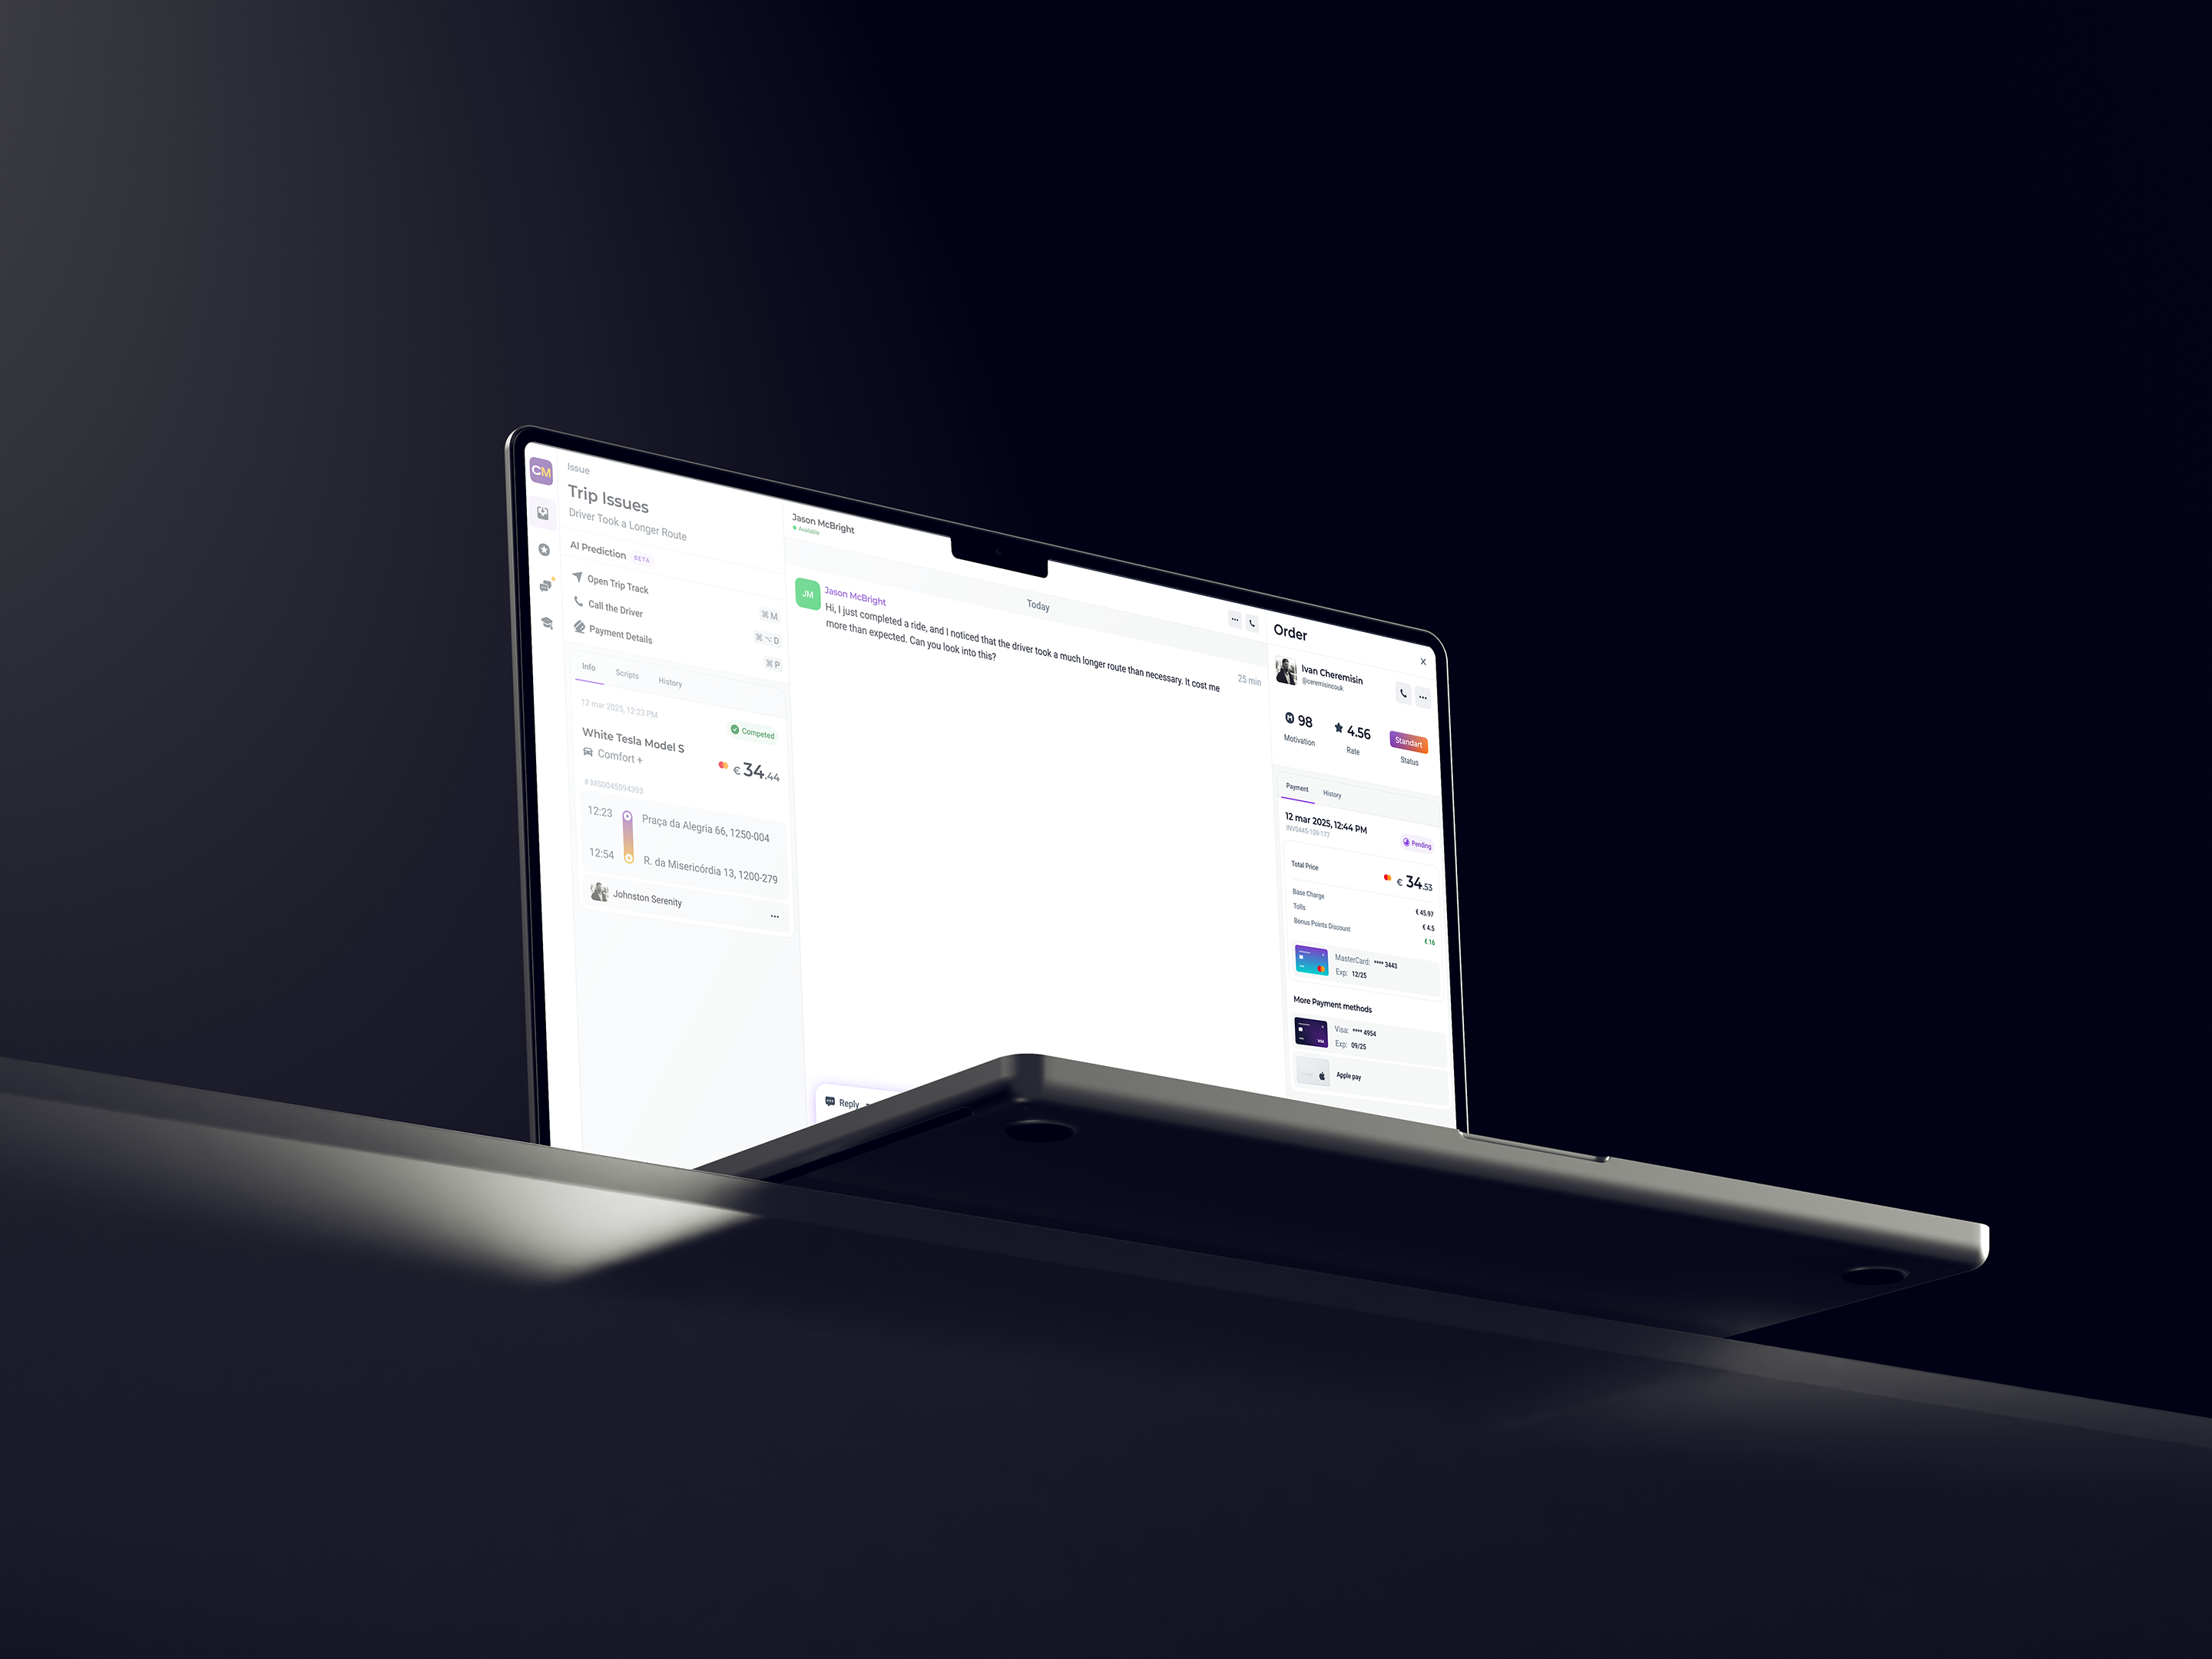 CM
Issue
Trip Issues
Driver Took a Longer Route
AI Prediction BETA
Open Trip Track
⌘ M
Call the Driver
⌘ ⌥ D
Payment Details
⌘ P
Info Scripts History
12 mar 2025, 12:23 PM
Competed
White Tesla Model S
Comfort +
€ 34.44
# MS0045594393
12:23 Praça da Alegria 66, 1250-004
12:54 R. da Misericórdia 13, 1200-279
Johnston Serenity
Jason McBright
Available
Today
JM
Jason McBright
Hi, I just completed a ride, and I noticed that the driver took a much longer route than necessary. It cost me
more than expected. Can you look into this?
25 min
Reply
Order
Ivan Cheremisin
@ceremisincouk
98
Motivation
4.56
Rate
Standart
Status
Payment History
12 mar 2025, 12:44 PM
INV0445-109-177
Pending
Total Price
€ 34.53
Base Charge
€ 45.97
Tolls
€ 4.5
Bonus Points Discount
€ 16
MasterCard: **** 3443
Exp: 12/25
More Payment methods
VISA
Visa: **** 4954
Exp: 09/25
Apple pay